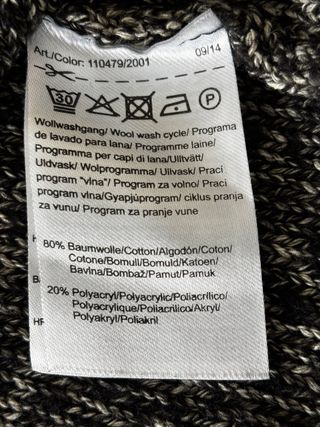 Art./Color: 110479/2001 09/14
30 P
Wollwaschgang/ Wool wash cycle/ Programa
de lavado para lana/ Programme laine/
Programma per capi di lana/Ulltvätt/
Uldvask/ Wolprogramma/ Ulivask/ Prací
program "vlna"/ Program za volno/ Praci
program vlna/Gyapjúprogram/ ciklus pranja
za vunu/ Program za pranje vune
80% Baumwolle/Cotton/Algodón/Coton/
Cotone/Bomull/Bomuld/Katoen/
Bavlna/Bombaž/Pamut/Pamuk
20% Polyacryl/Polyacrylic/Poliacrílico/
Polyacrylique/Poliacrilico/Akryl/
Polyakryl/Poliakril